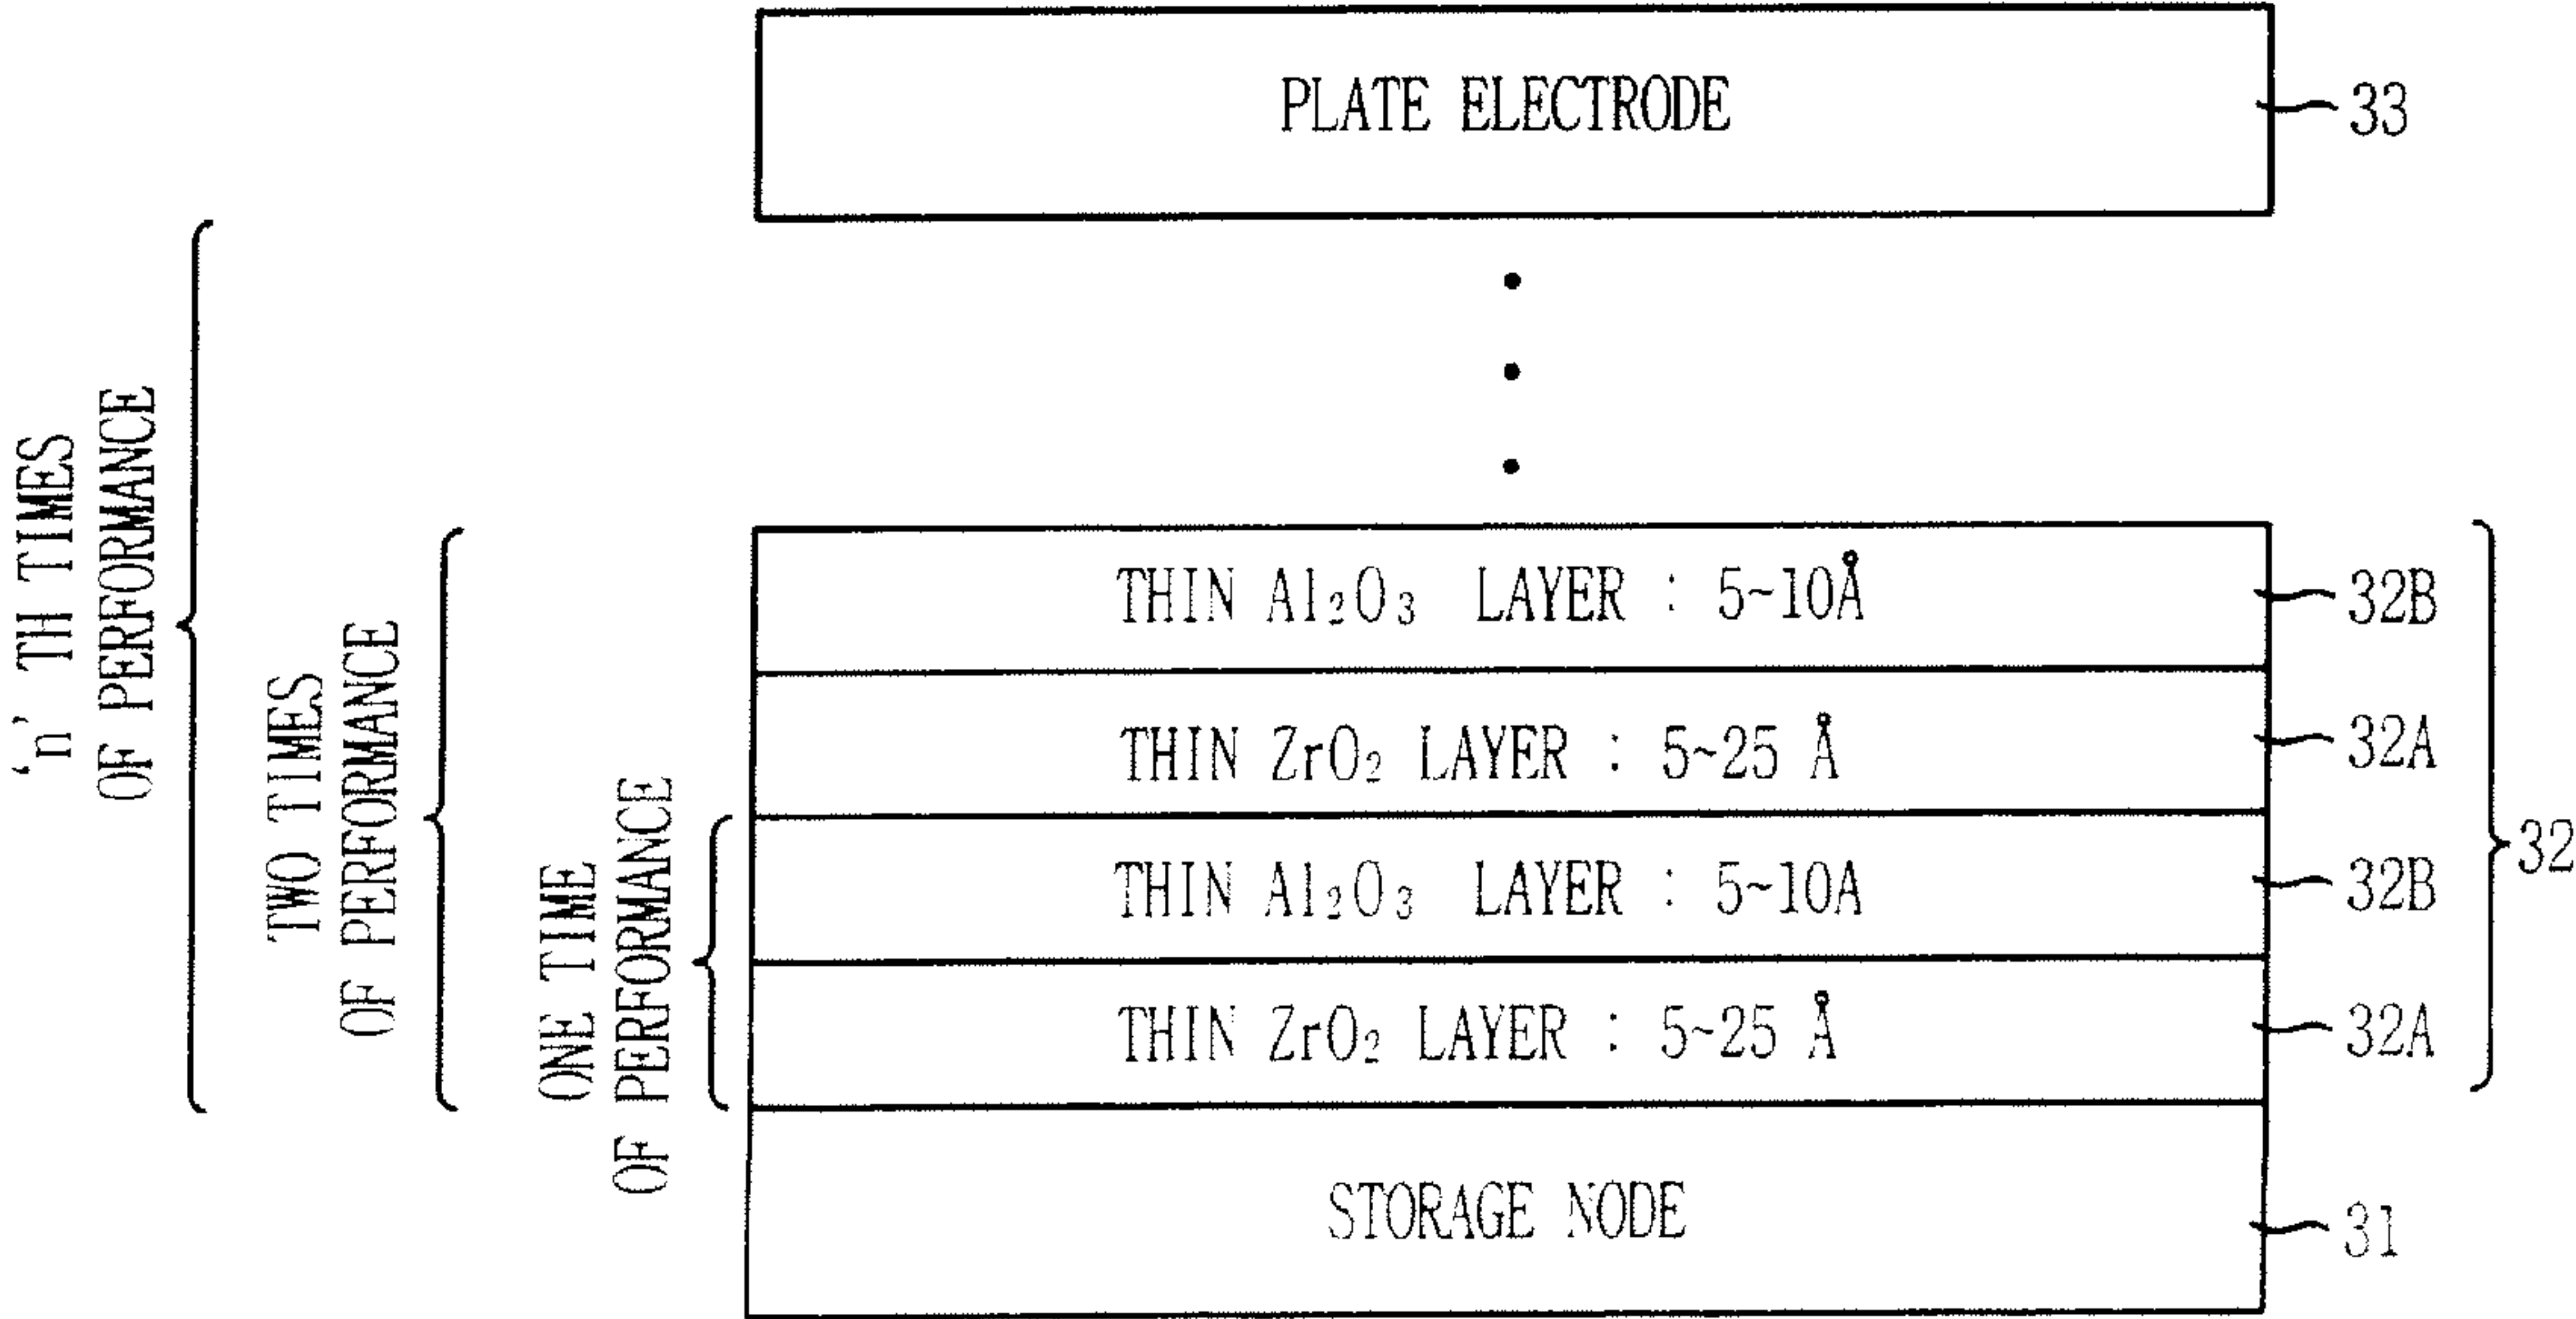 PLATE ELECTRODE
33
'n' TH TIMES
OF PERFORMANCE
TWO TIMES
OF PERFORMANCE
ONE TIME
OF PERFORMANCE
THIN Al₂O₃ LAYER : 5~10Å
32B
THIN ZrO₂ LAYER : 5~25 Å
32A
THIN Al₂O₃ LAYER : 5~10A
32B
THIN ZrO₂ LAYER : 5~25 Å
32A
32
STORAGE NODE
31